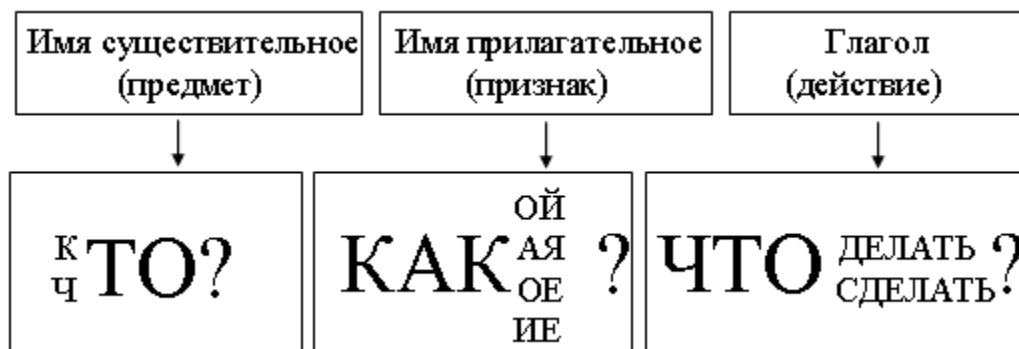 Имя существительное
(предмет)
Имя прилагательное
(признак)
Глагол
(действие)
К
Ч
ТО?
КАК
ОЙ
АЯ
ОЕ
ИЕ
?
ЧТО
ДЕЛАТЬ
СДЕЛАТЬ
?